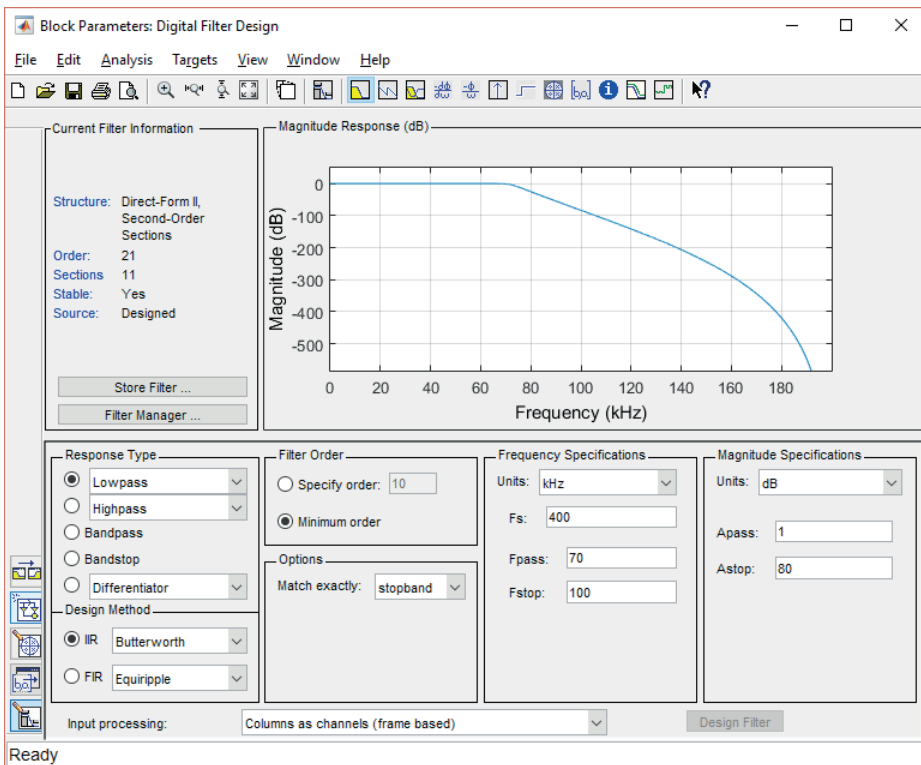 Block Parameters: Digital Filter Design
File Edit Analysis Targets View Window Help
Current Filter Information
Structure: Direct-Form II,
Second-Order
Sections
Order: 21
Sections 11
Stable: Yes
Source: Designed
Store Filter ...
Filter Manager ...
Magnitude Response (dB)
Magnitude (dB)
0
-100
-200
-300
-400
-500
0 20 40 60 80 100 120 140 160 180
Frequency (kHz)
Response Type
Lowpass
Highpass
Bandpass
Bandstop
Differentiator
Design Method
IIR Butterworth
FIR Equiripple
Filter Order
Specify order: 10
Minimum order
Options
Match exactly: stopband
Frequency Specifications
Units: kHz
Fs: 400
Fpass: 70
Fstop: 100
Magnitude Specifications
Units: dB
Apass: 1
Astop: 80
Input processing: Columns as channels (frame based)
Design Filter
Ready